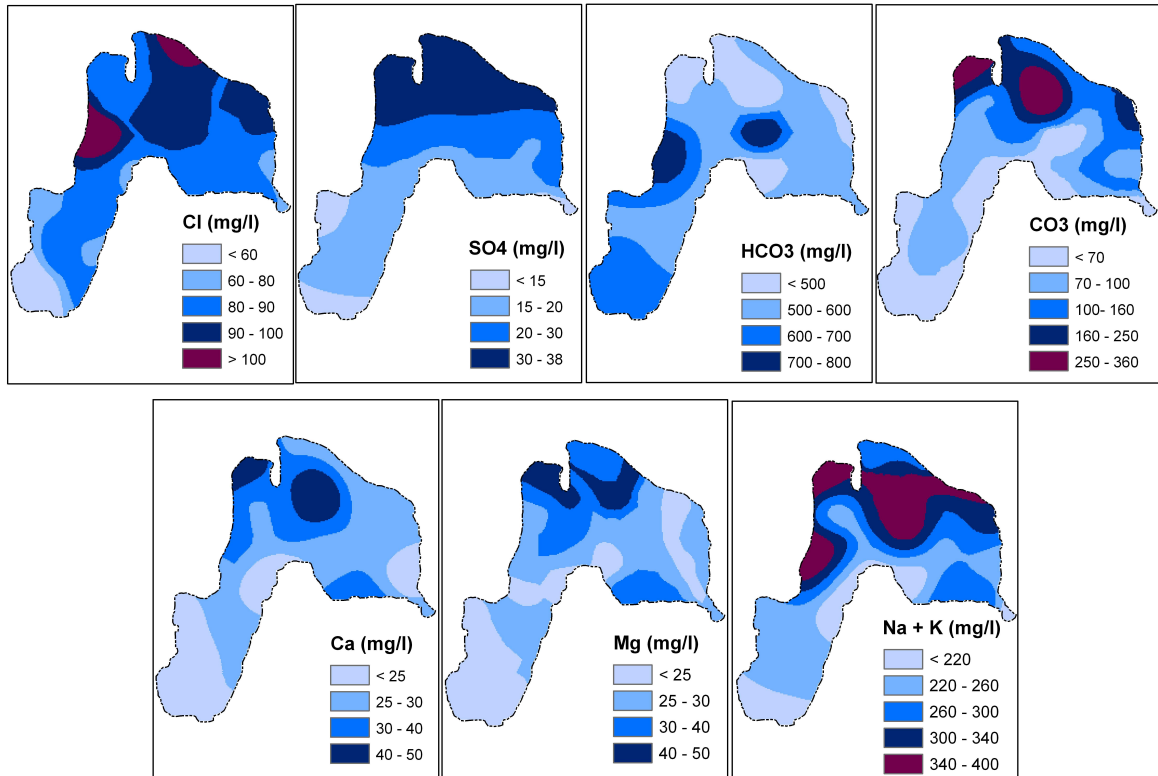 Cl (mg/l)
< 60
60 - 80
80 - 90
90 - 100
> 100
SO4 (mg/l)
< 15
15 - 20
20 - 30
30 - 38
HCO3 (mg/l)
< 500
500 - 600
600 - 700
700 - 800
CO3 (mg/l)
< 70
70 - 100
100- 160
160 - 250
250 - 360
Ca (mg/l)
< 25
25 - 30
30 - 40
40 - 50
Mg (mg/l)
< 25
25 - 30
30 - 40
40 - 50
Na + K (mg/l)
< 220
220 - 260
260 - 300
300 - 340
340 - 400